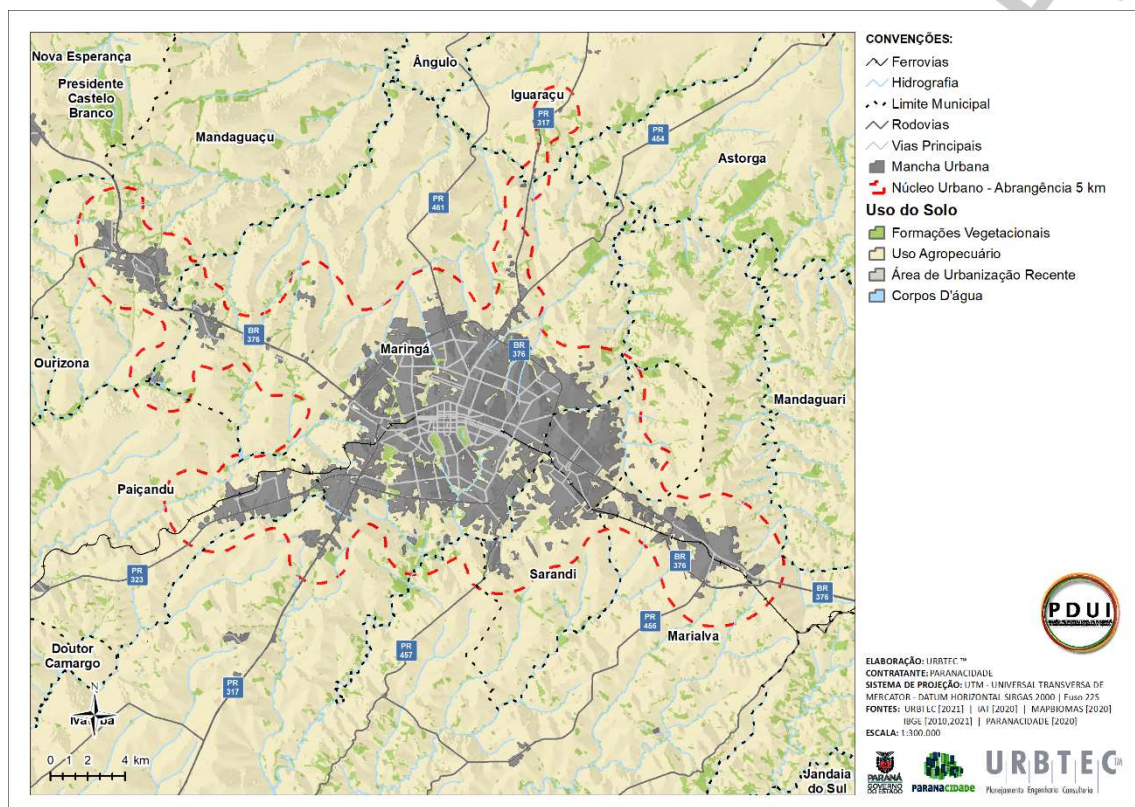 Nova Esperança
Presidente
Castelo
Branco
Mandaguaçu
Ângulo
Iguaraçu
PR
317
PR
454
Astorga
PR
461
BR
376
Ourizona
Maringá
BR
376
Mandaguari
Paiçandu
PR
323
Sarandi
BR
376
BR
376
Marialva
PR
455
PR
457
PR
317
Doutor
Camargo
N
0 1 2 4 km
Jandaia
do Sul
CONVENÇÕES:
Ferrovias
Hidrografia
Limite Municipal
Rodovias
Vias Principais
Mancha Urbana
Núcleo Urbano - Abrangência 5 km
Uso do Solo
Formações Vegetacionais
Uso Agropecuário
Área de Urbanização Recente
Corpos D'água
PDUI
ELABORAÇÃO: URBTEC™
CONTRATANTE: PARANACIDADE
SISTEMA DE PROJEÇÃO: UTM - UNIVERSAL TRANSVERSA DE
MERCATOR - DATUM HORIZONTAL SIRGAS 2000 | Fuso 22S
FONTES: URBTEC [2021] | IAT [2020] | MAPBIOMAS [2020]
IBGE [2010,2021] | PARANACIDADE [2020]
ESCALA: 1:300.000
PARANÁ
GOVERNO DO ESTADO
PARANACIDADE
URBTEC™
Planejamento Engenharia Consultoria